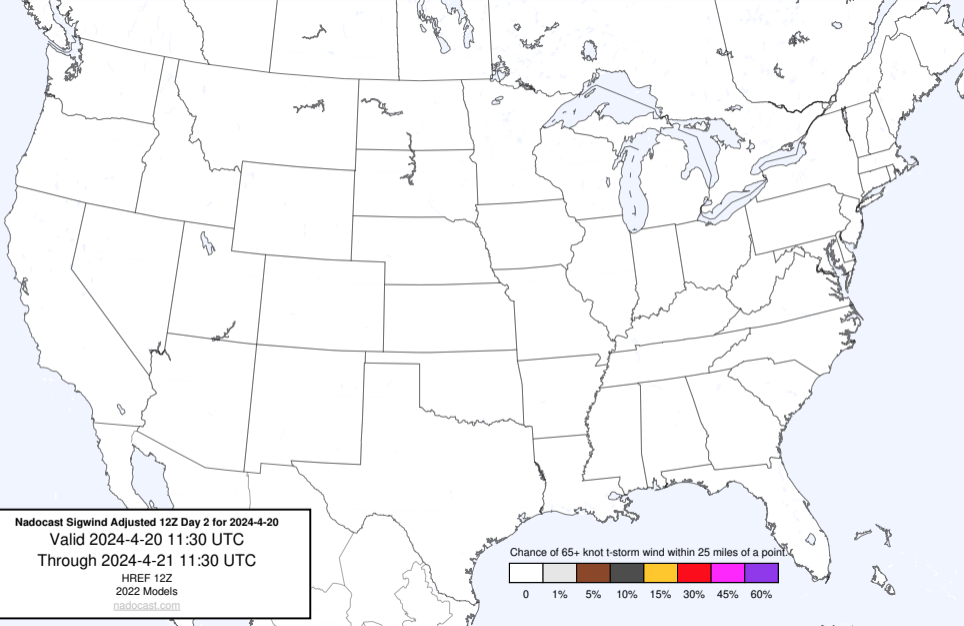 Nadocast Sigwind Adjusted 12Z Day 2 for 2024-4-20
Valid 2024-4-20 11:30 UTC
Through 2024-4-21 11:30 UTC
HREF 12Z
2022 Models
nadocast.com
Chance of 65+ knot t-storm wind within 25 miles of a point.
0 1% 5% 10% 15% 30% 45% 60%